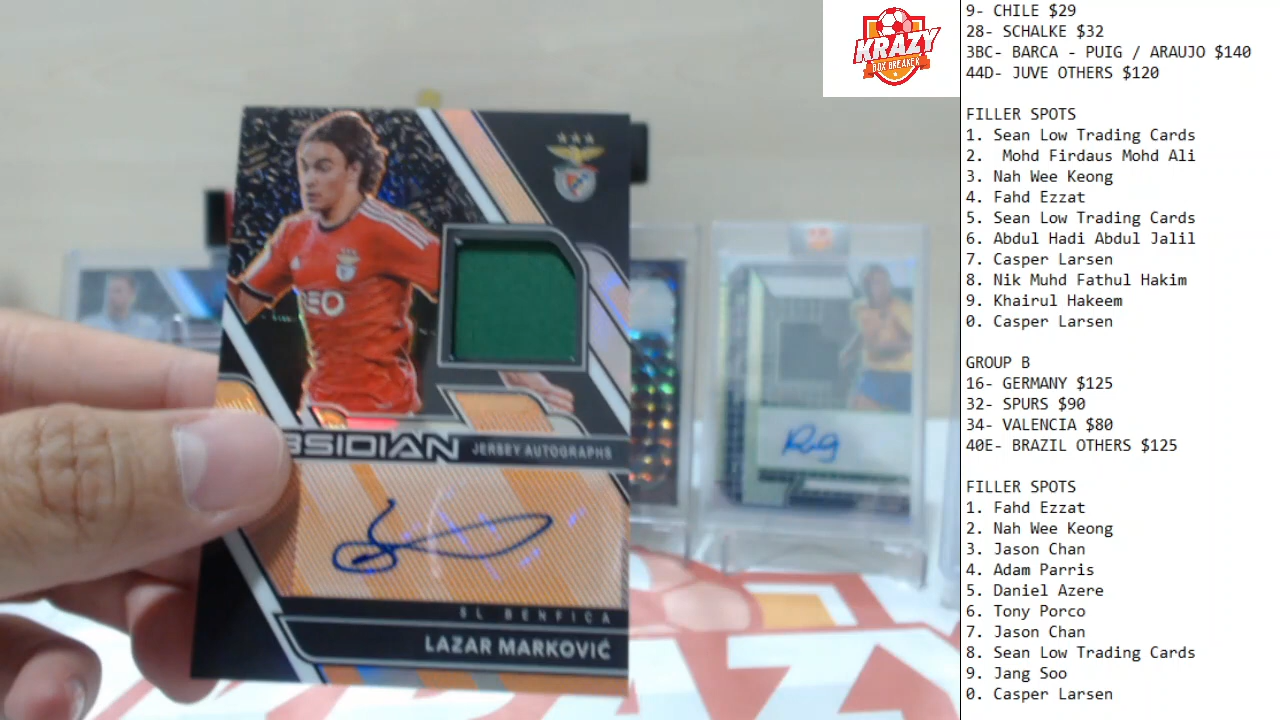 KRAZY
BOX BREAKER
BSIDIAN JERSEY AUTOGRAPHS
SL BENFICA
LAZAR MARKOVIĆ
9- CHILE $29
28- SCHALKE $32
3BC- BARCA - PUIG / ARAUJO $140
44D- JUVE OTHERS $120
FILLER SPOTS
1. Sean Low Trading Cards
2. Mohd Firdaus Mohd Ali
3. Nah Wee Keong
4. Fahd Ezzat
5. Sean Low Trading Cards
6. Abdul Hadi Abdul Jalil
7. Casper Larsen
8. Nik Muhd Fathul Hakim
9. Khairul Hakeem
0. Casper Larsen
GROUP B
16- GERMANY $125
32- SPURS $90
34- VALENCIA $80
40E- BRAZIL OTHERS $125
FILLER SPOTS
1. Fahd Ezzat
2. Nah Wee Keong
3. Jason Chan
4. Adam Parris
5. Daniel Azere
6. Tony Porco
7. Jason Chan
8. Sean Low Trading Cards
9. Jang Soo
0. Casper Larsen